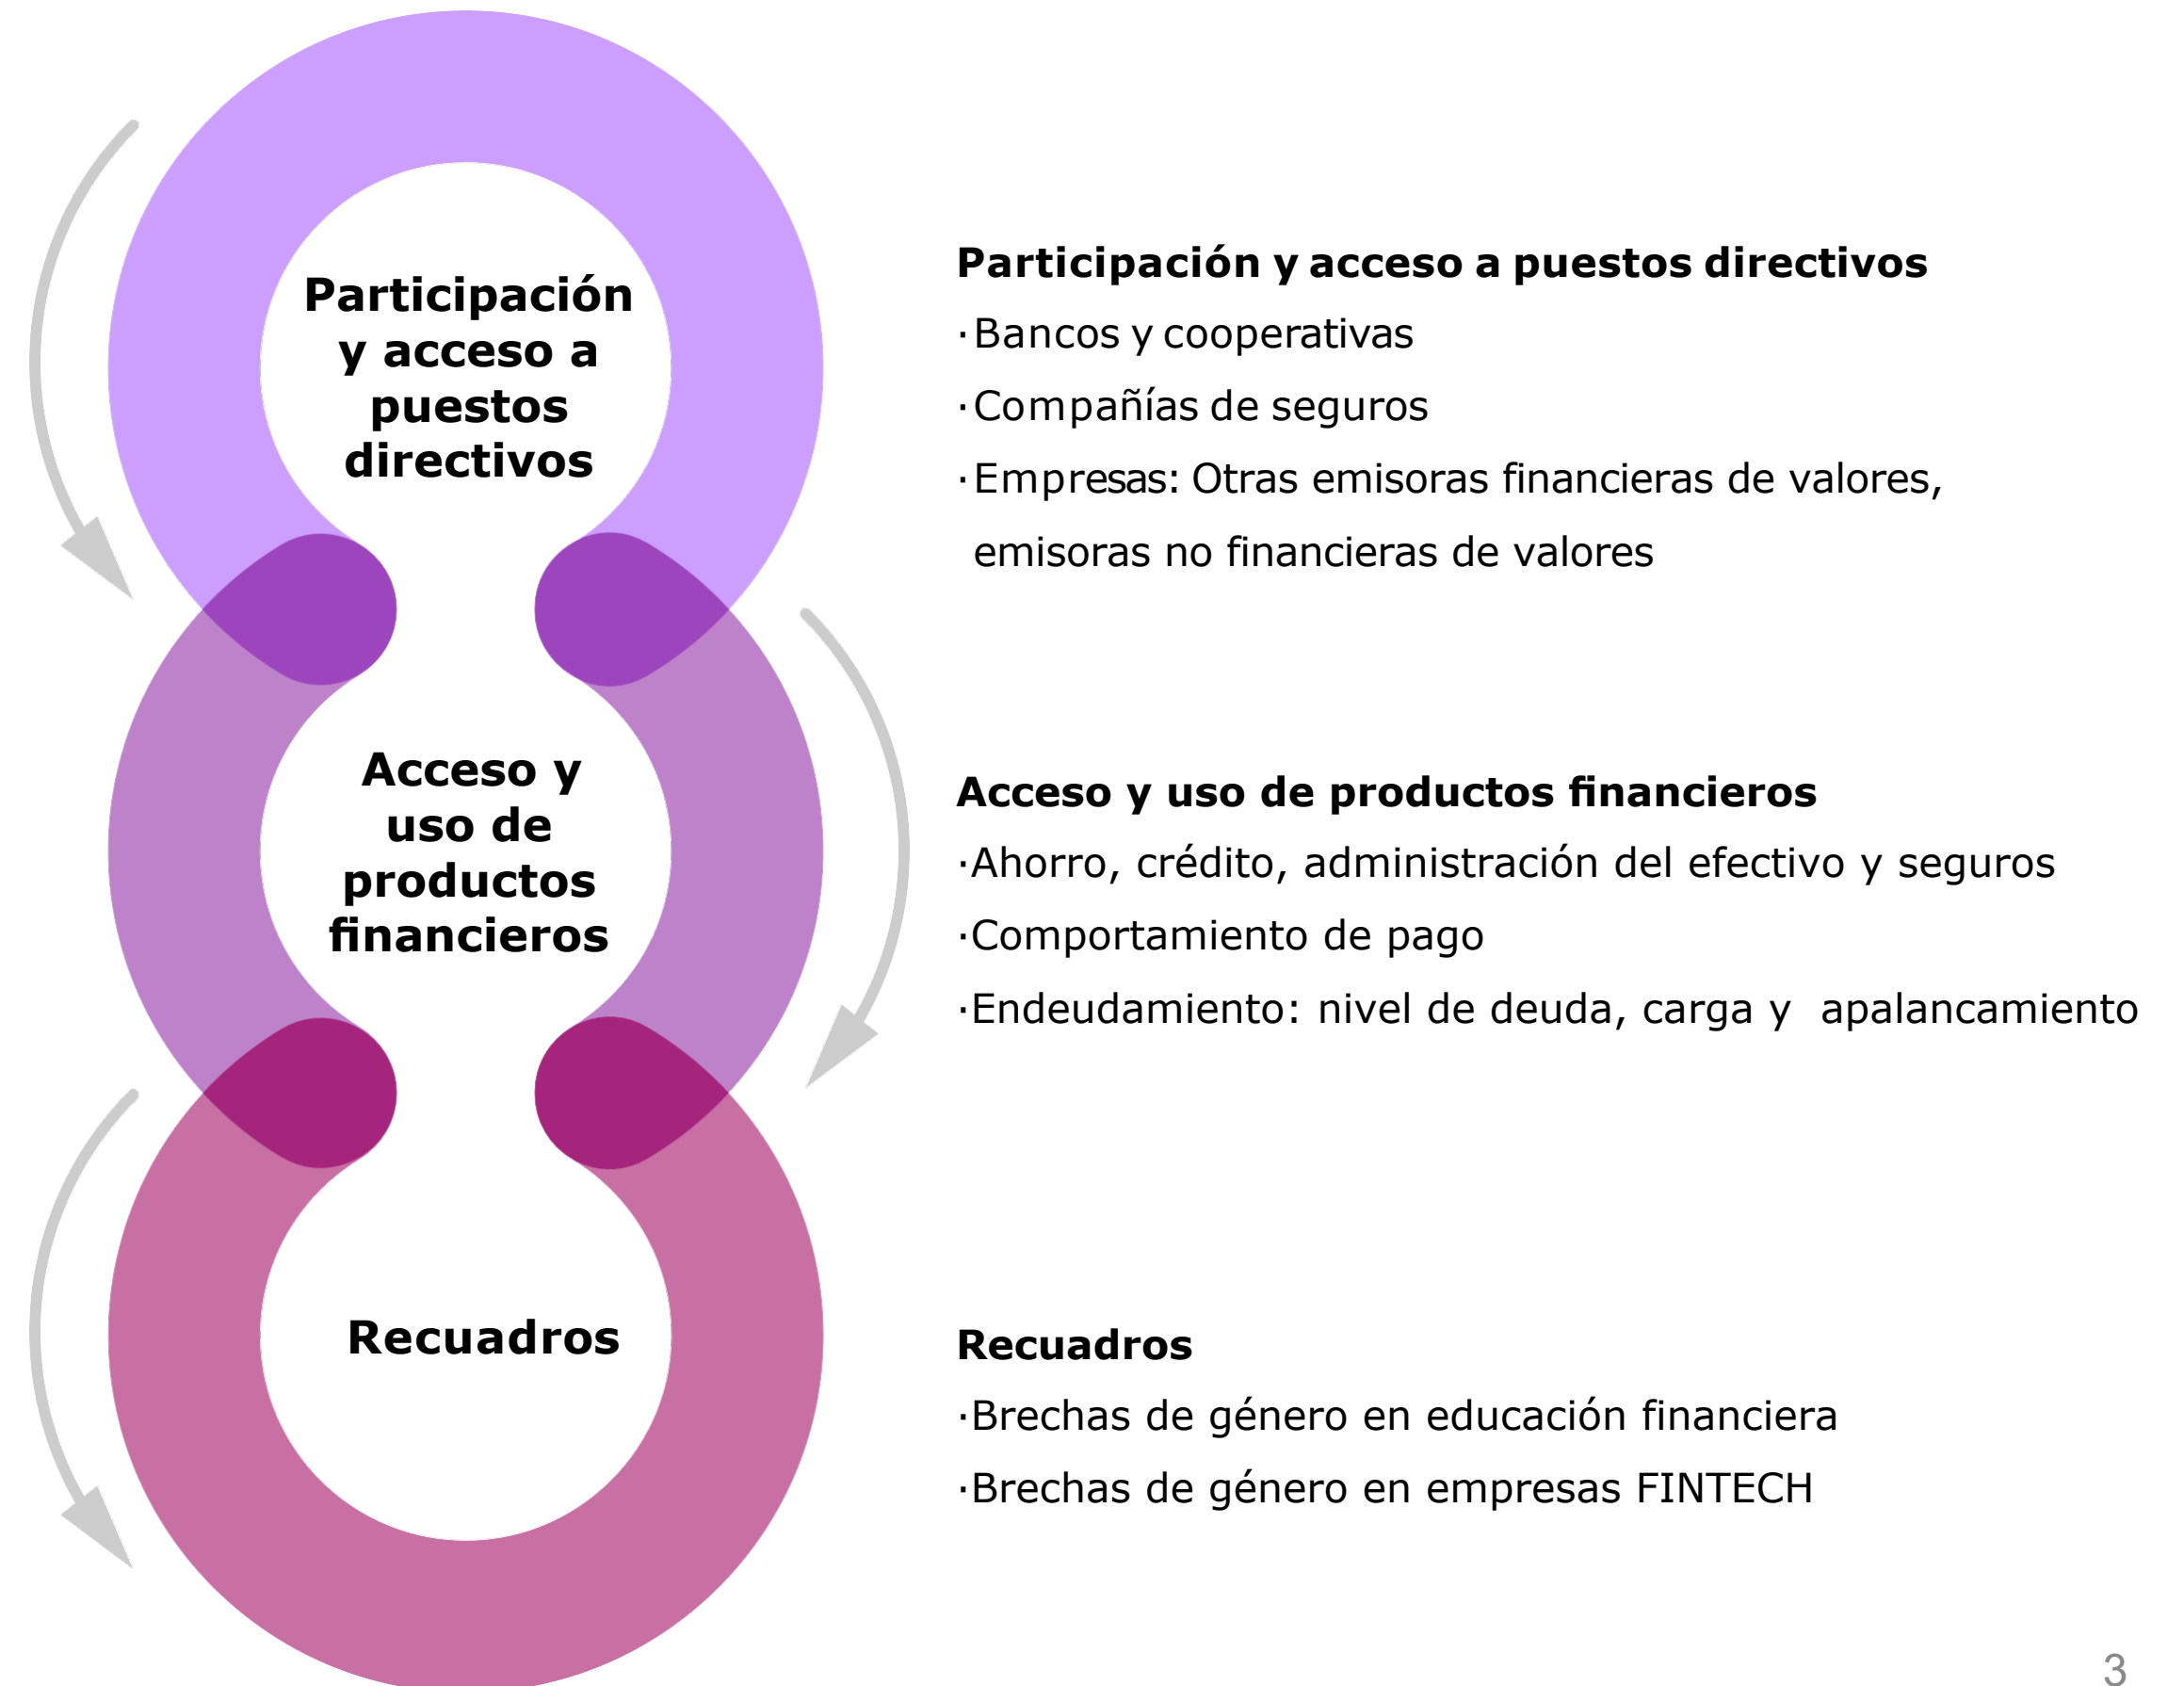 Participación
y acceso a
puestos
directivos
Participación y acceso a puestos directivos
·Bancos y cooperativas
·Compañías de seguros
·Empresas: Otras emisoras financieras de valores,
emisoras no financieras de valores
Acceso y
uso de
productos
financieros
Acceso y uso de productos financieros
·Ahorro, crédito, administración del efectivo y seguros
·Comportamiento de pago
·Endeudamiento: nivel de deuda, carga y apalancamiento
Recuadros
Recuadros
·Brechas de género en educación financiera
·Brechas de género en empresas FINTECH
3